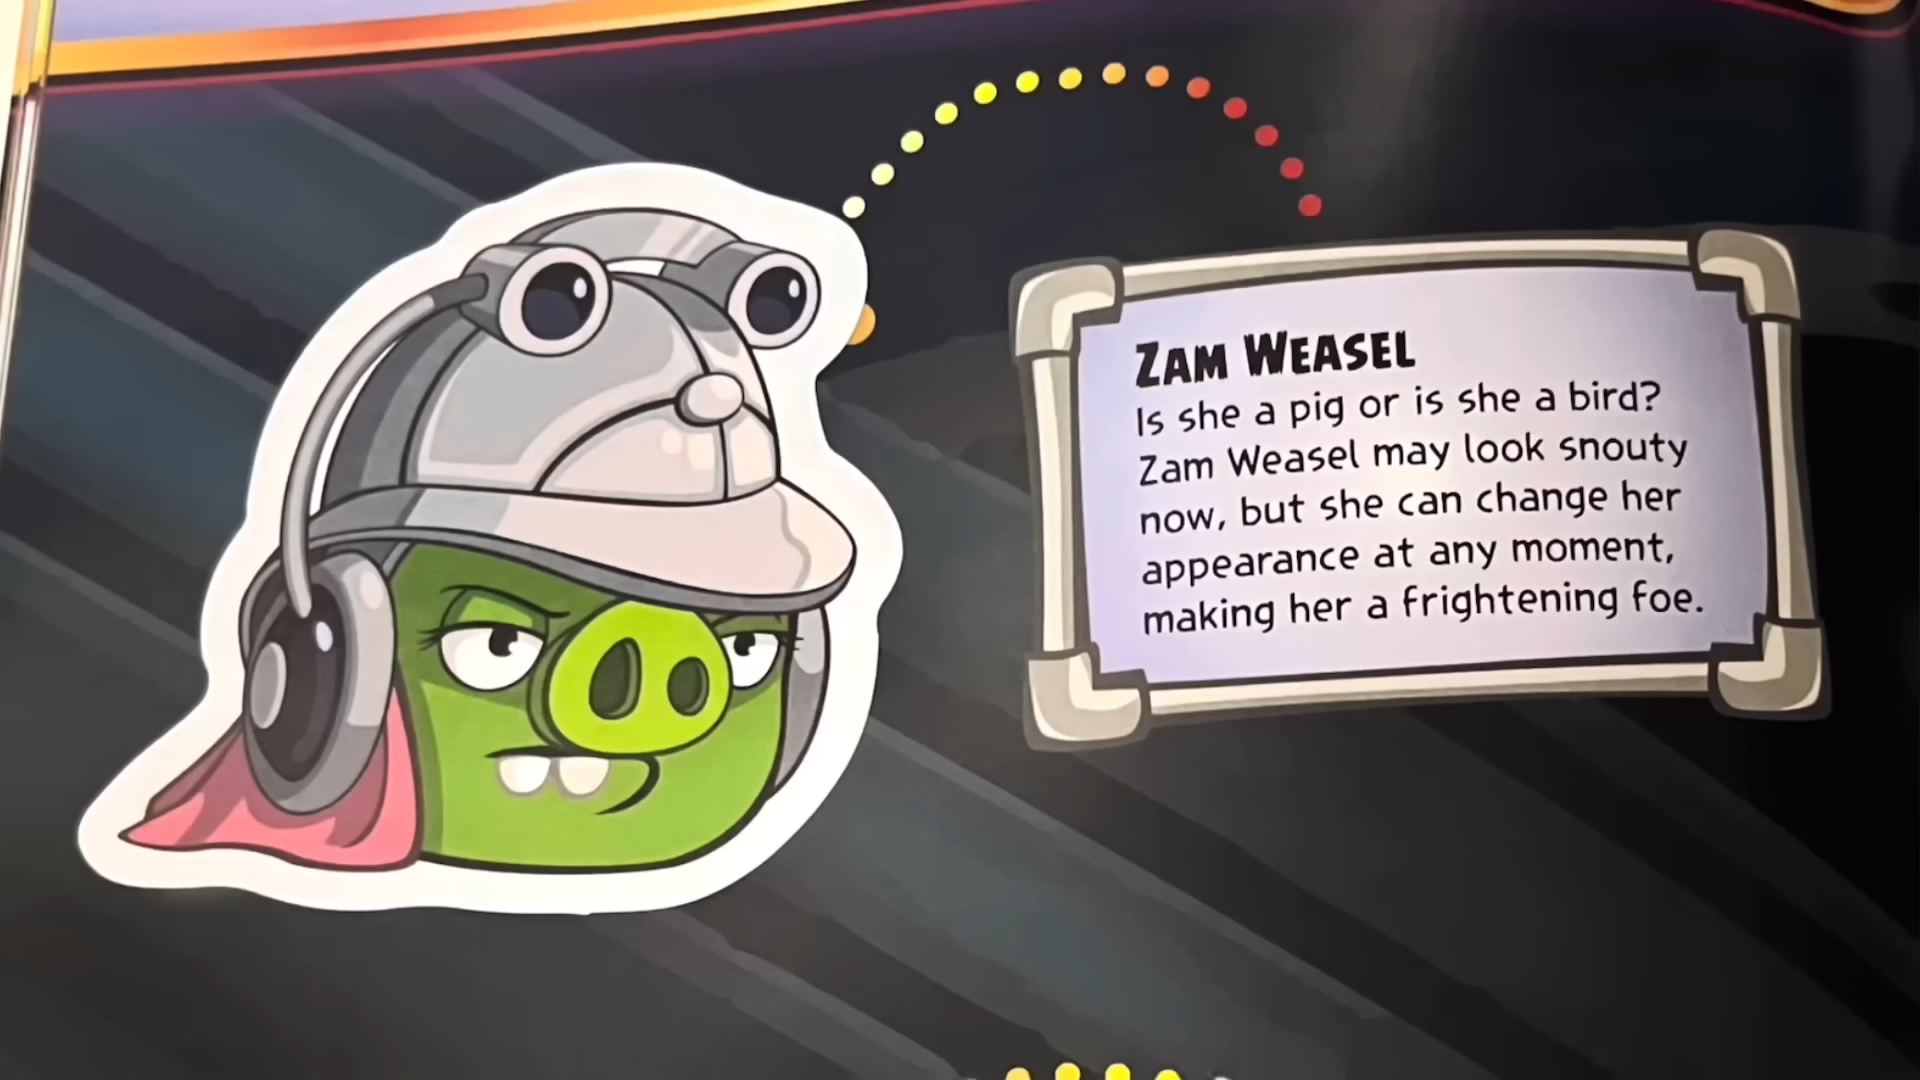 ZAM WEASEL
Is she a pig or is she a bird?
Zam Weasel may look snouty
now, but she can change her
appearance at any moment,
making her a frightening foe.